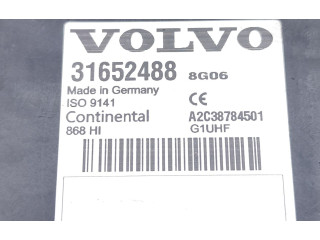 VOLVO
31652488 8G06
Made in Germany
ISO 9141 CE
Continental A2C38784501
868 HI G1UHF